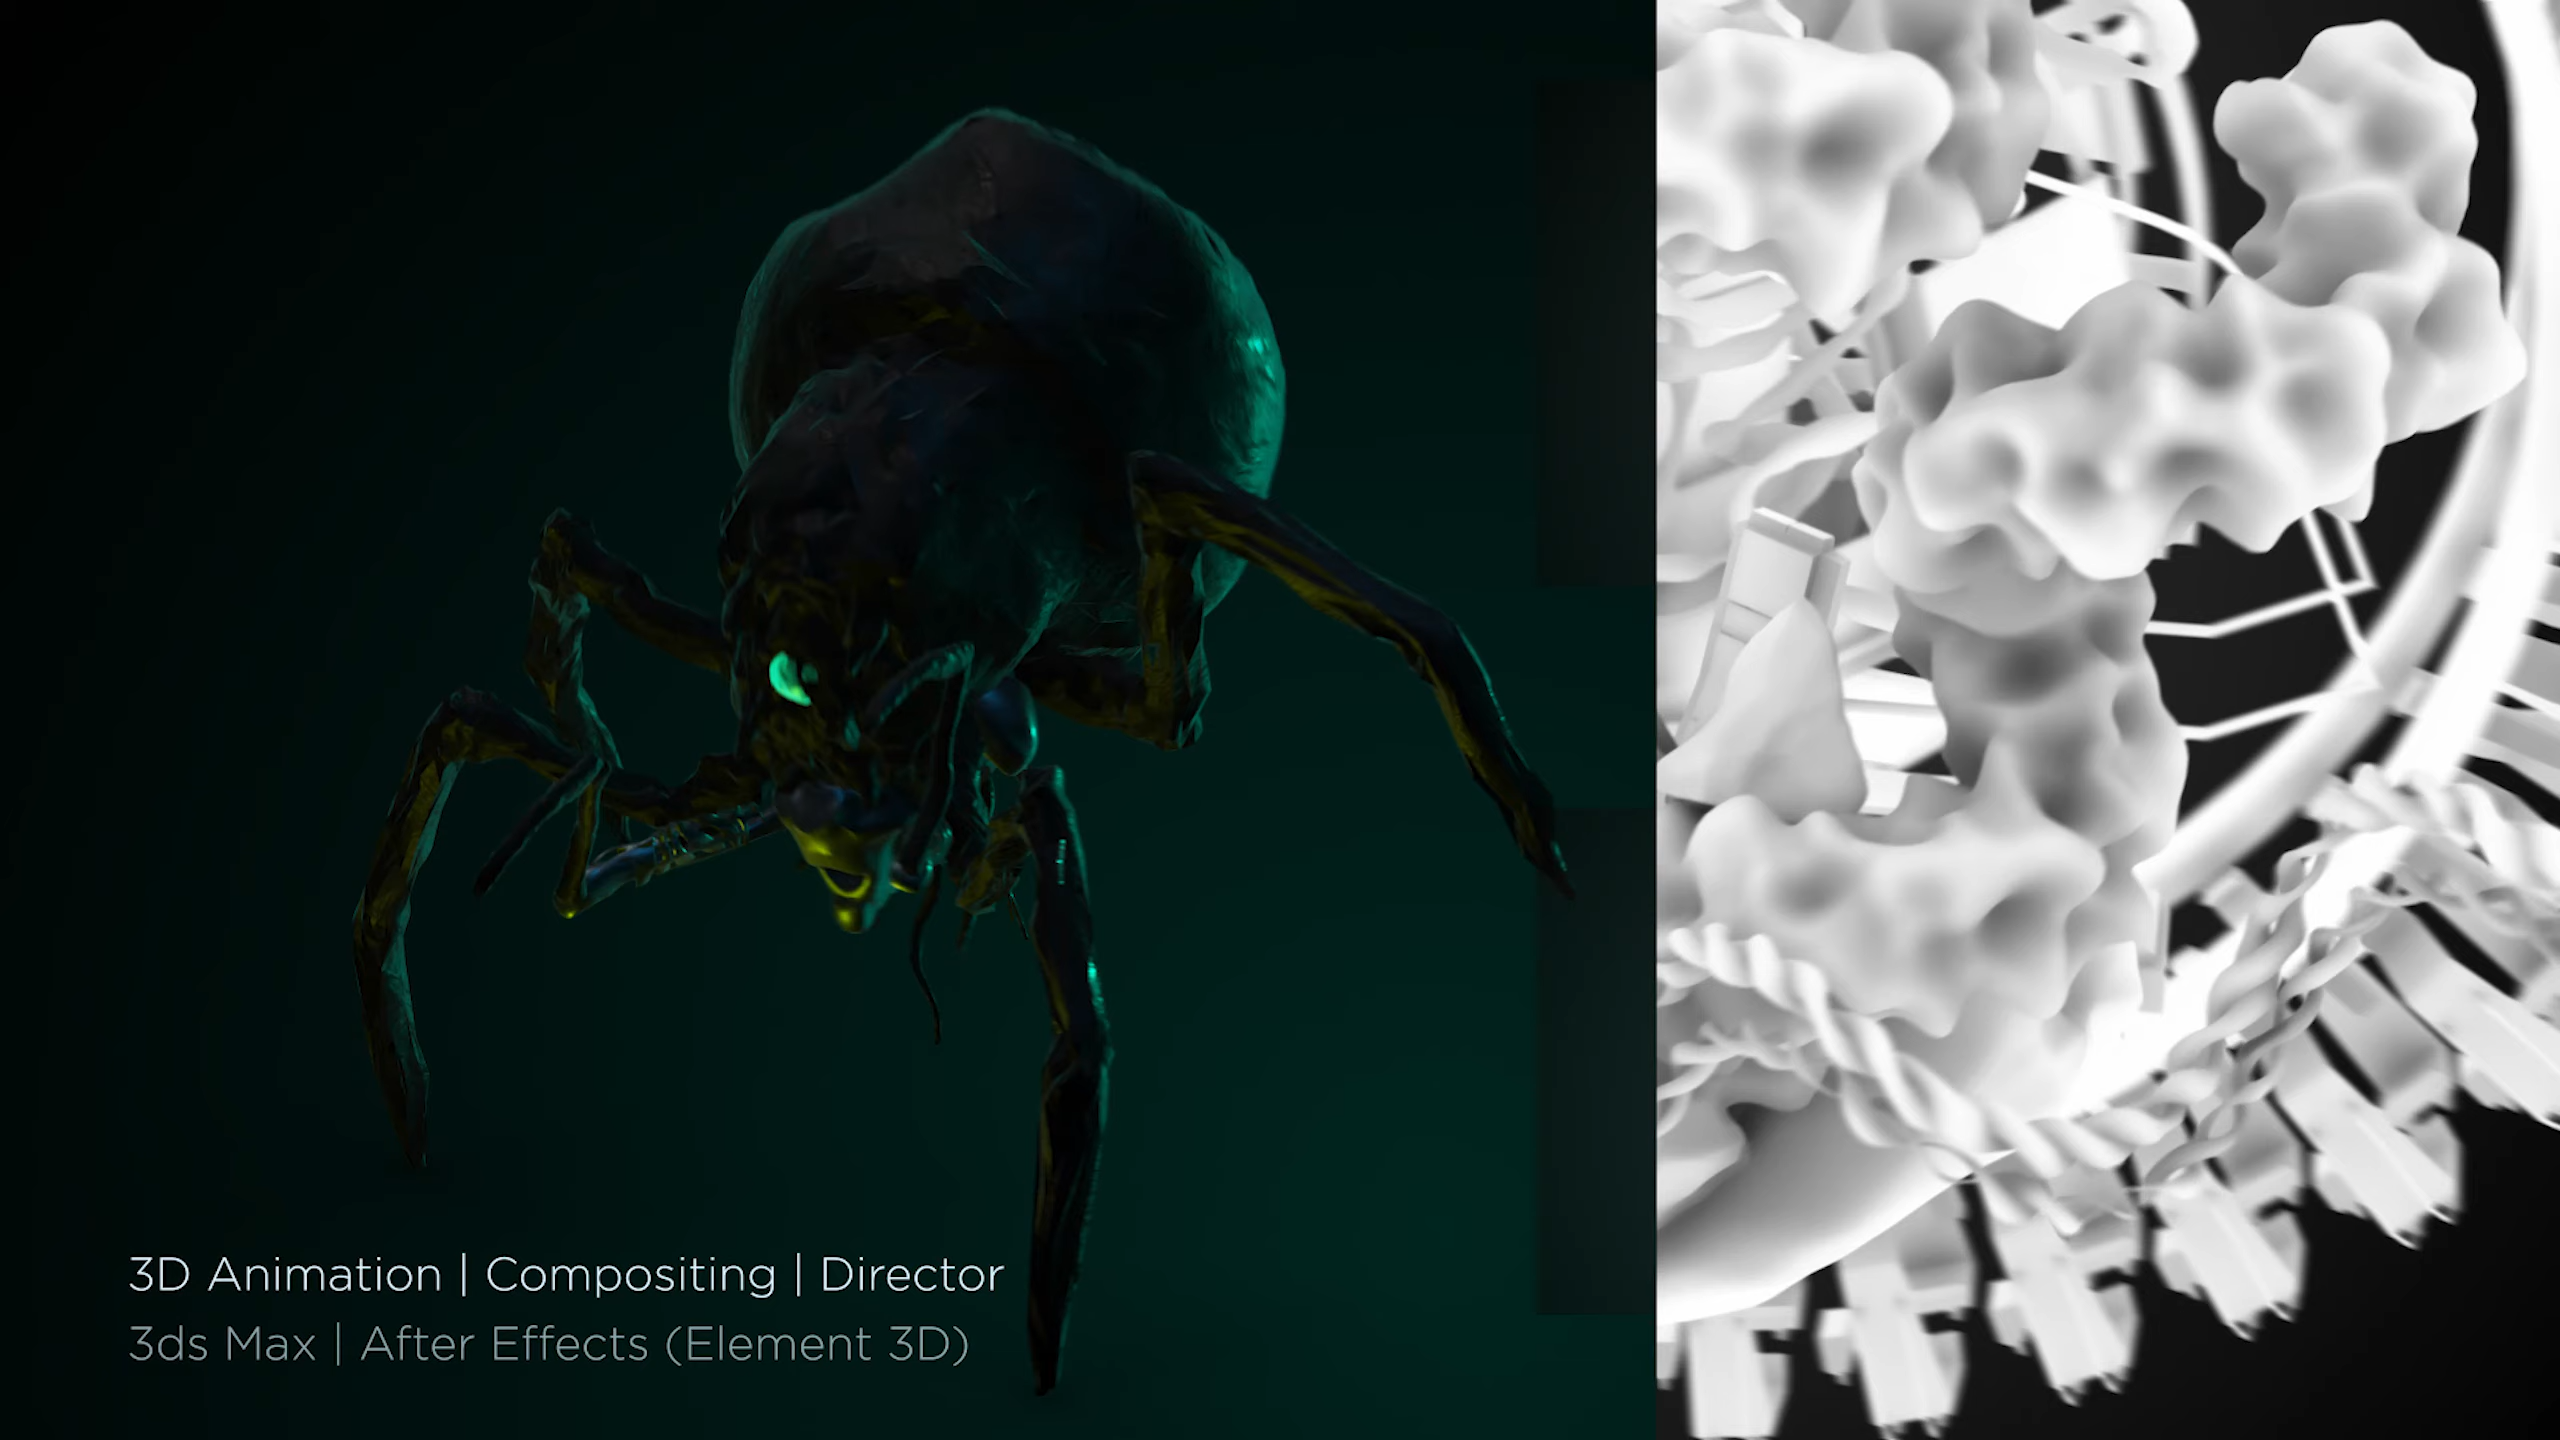 3D Animation | Compositing | Director
3ds Max | After Effects (Element 3D)